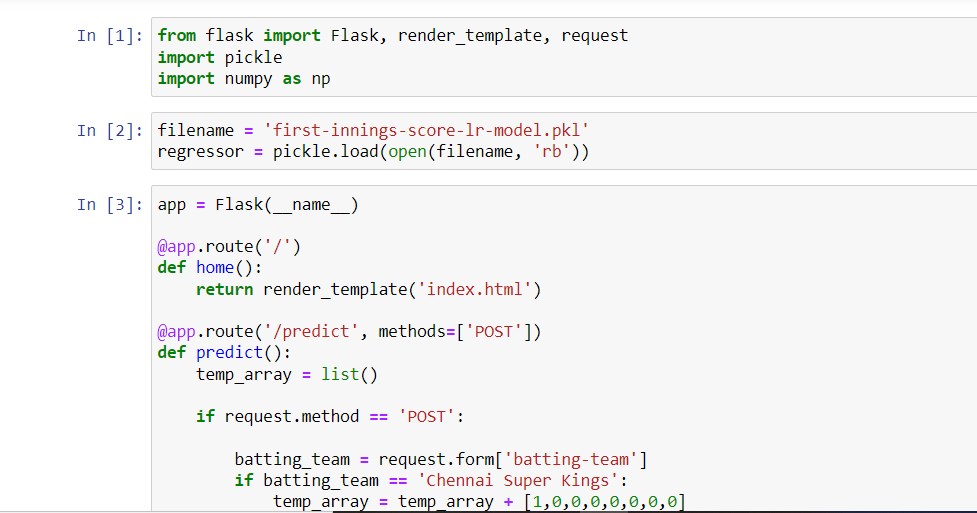 In [1]: from flask import Flask, render_template, request
import pickle
import numpy as np
In [2]: filename = 'first-innings-score-lr-model.pkl'
regressor = pickle.load(open(filename, 'rb'))
In [3]: app = Flask(__name__)
@app.route('/')
def home():
    return render_template('index.html')
@app.route('/predict', methods=['POST'])
def predict():
    temp_array = list()
    if request.method == 'POST':
        batting_team = request.form['batting-team']
        if batting_team == 'Chennai Super Kings':
            temp_array = temp_array + [1,0,0,0,0,0,0,0]